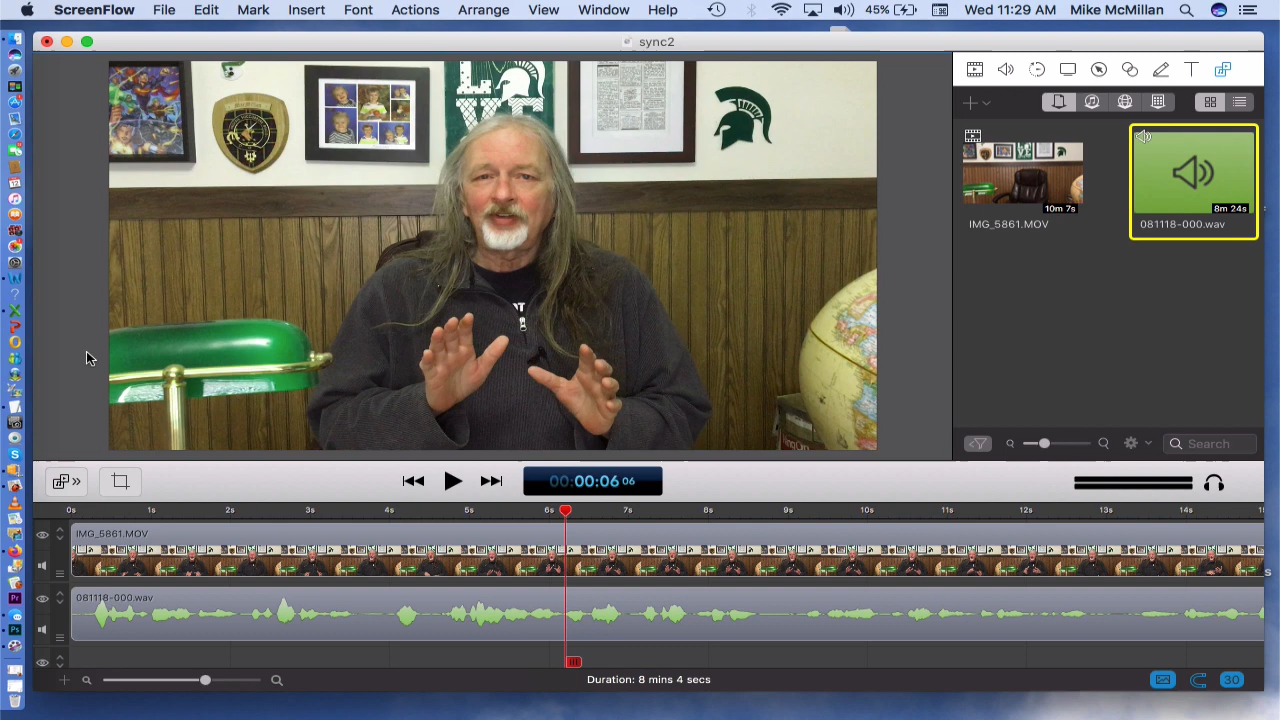 ScreenFlow File Edit Mark Insert Font Actions Arrange View Window Help 45% Wed 11:29 AM Mike McMillan
sync2
10m 7s
8m 24s
IMG_5861.MOV
081118-000.wav
Search
00:00:06 06
0s 1s 2s 3s 4s 5s 6s 7s 8s 9s 10s 11s 12s 13s 14s
IMG_5861.MOV
081118-000.wav
Duration: 8 mins 4 secs
30